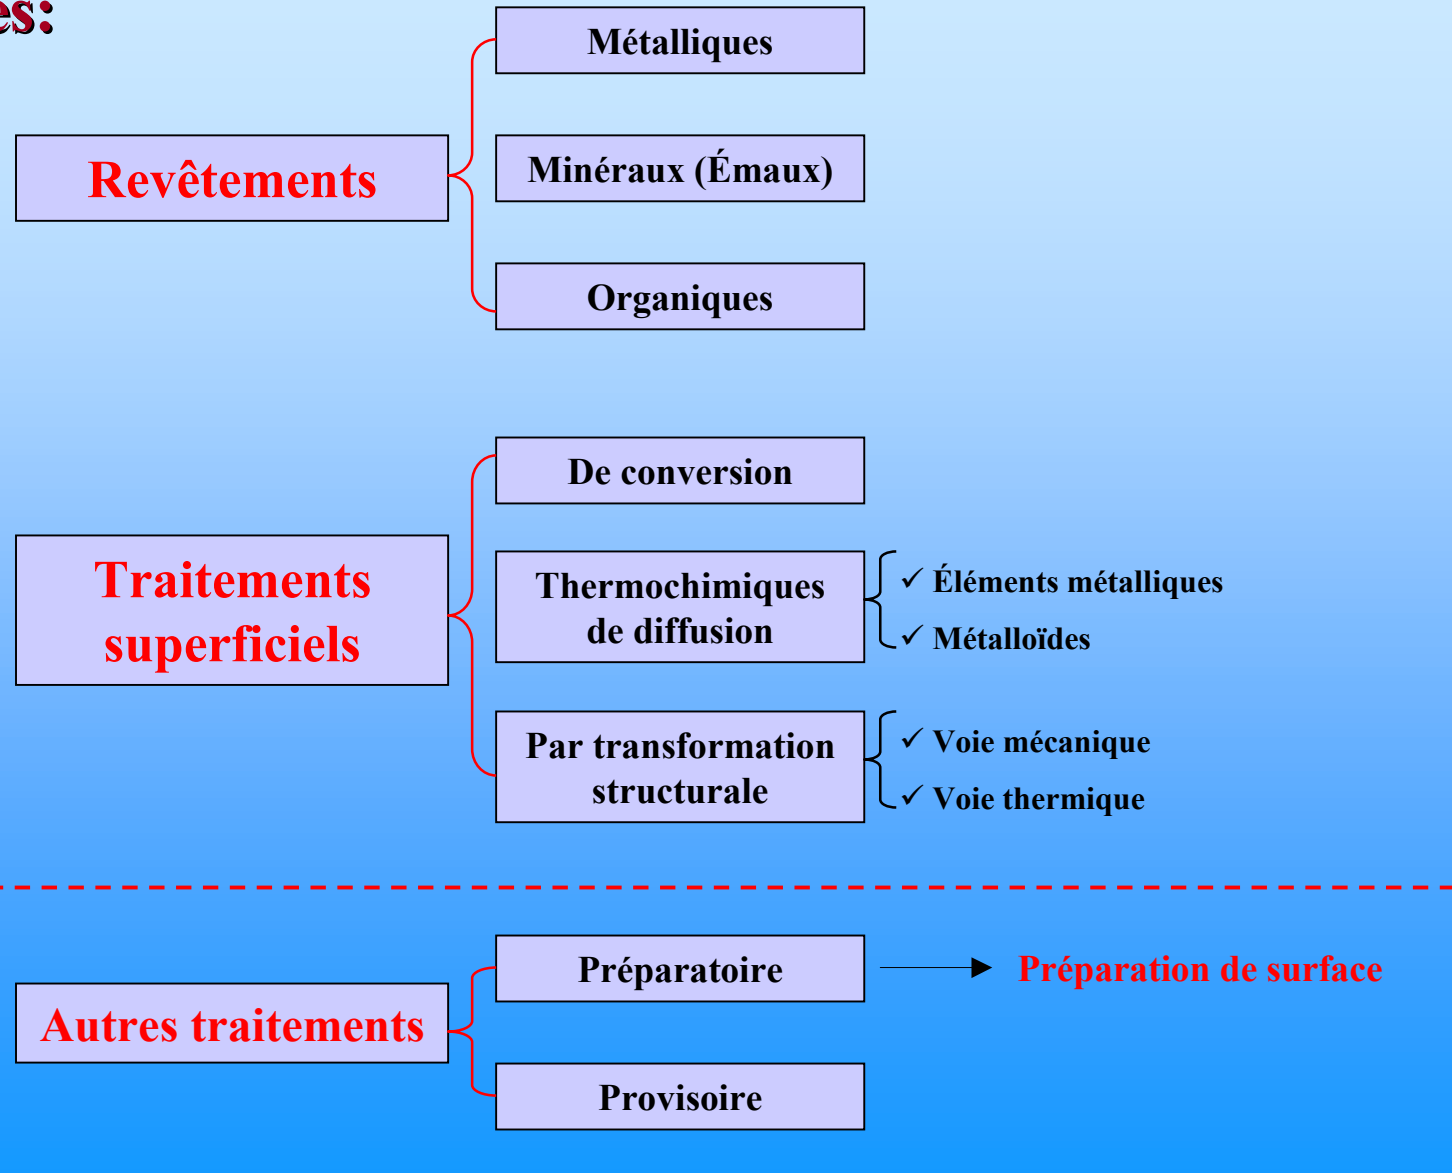 es:
Métalliques
Revêtements
Minéraux (Émaux)
Organiques
De conversion
Traitements
superficiels
Thermochimiques
de diffusion
✓ Éléments métalliques
✓ Métalloïdes
Par transformation
structurale
✓ Voie mécanique
✓ Voie thermique
Préparatoire
Préparation de surface
Autres traitements
Provisoire